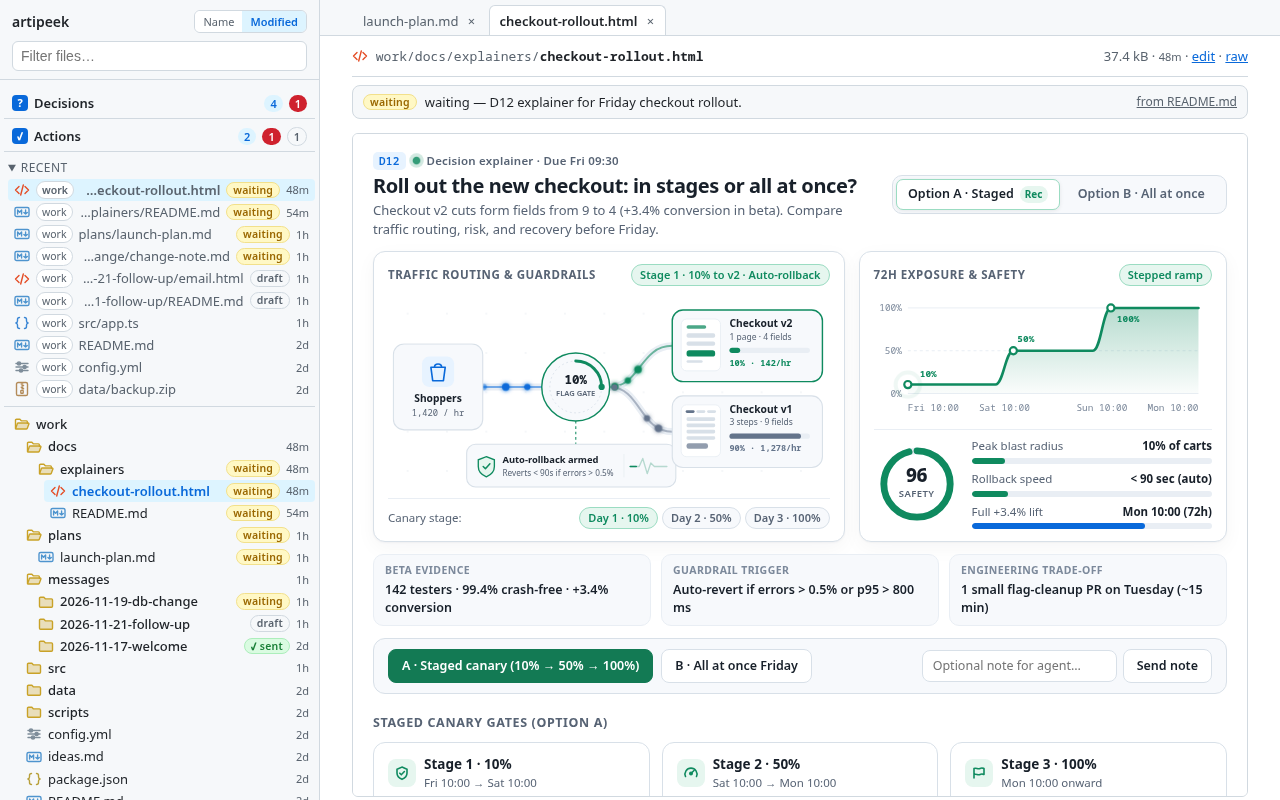 artipeek
Name Modified
Filter files…
? Decisions 4 1
Actions 2 1 1
RECENT
work …eckout-rollout.html waiting 48m
work …plainers/README.md waiting 54m
work plans/launch-plan.md waiting 1h
work …ange/change-note.md waiting 1h
work …-21-follow-up/email.html draft 1h
work …1-follow-up/README.md draft 1h
work src/app.ts 1h
work README.md 2d
work config.yml 2d
work data/backup.zip 2d
work
docs 48m
explainers waiting 48m
checkout-rollout.html waiting 48m
README.md waiting 54m
plans waiting 1h
launch-plan.md waiting 1h
messages 1h
2026-11-19-db-change waiting 1h
2026-11-21-follow-up draft 1h
2026-11-17-welcome ✓ sent 2d
src 1h
data 2d
scripts 2d
config.yml 2d
ideas.md 2d
package.json 2d
README.md 2d
launch-plan.md × checkout-rollout.html ×
work/docs/explainers/checkout-rollout.html 37.4 kB · 48m · edit · raw
waiting waiting — D12 explainer for Friday checkout rollout. from README.md
D12 Decision explainer · Due Fri 09:30
Roll out the new checkout: in stages or all at once?
Checkout v2 cuts form fields from 9 to 4 (+3.4% conversion in beta). Compare
traffic routing, risk, and recovery before Friday.
Option A · Staged Rec Option B · All at once
TRAFFIC ROUTING & GUARDRAILS Stage 1 · 10% to v2 · Auto-rollback
Shoppers
1,420 / hr
10%
FLAG GATE
Checkout v2
1 page · 4 fields
10% · 142/hr
Checkout v1
3 steps · 9 fields
90% · 1,278/hr
Auto-rollback armed
Reverts < 90s if errors > 0.5%
Canary stage: Day 1 · 10% Day 2 · 50% Day 3 · 100%
72H EXPOSURE & SAFETY Stepped ramp
100%
50%
0%
10%
50%
100%
Fri 10:00 Sat 10:00 Sun 10:00 Mon 10:00
96
SAFETY
Peak blast radius 10% of carts
Rollback speed < 90 sec (auto)
Full +3.4% lift Mon 10:00 (72h)
BETA EVIDENCE
142 testers · 99.4% crash-free · +3.4%
conversion
GUARDRAIL TRIGGER
Auto-revert if errors > 0.5% or p95 > 800
ms
ENGINEERING TRADE-OFF
1 small flag-cleanup PR on Tuesday (~15
min)
A · Staged canary (10% → 50% → 100%) B · All at once Friday Optional note for agent… Send note
STAGED CANARY GATES (OPTION A)
Stage 1 · 10%
Fri 10:00 → Sat 10:00
Stage 2 · 50%
Sat 10:00 → Mon 10:00
Stage 3 · 100%
Mon 10:00 onward